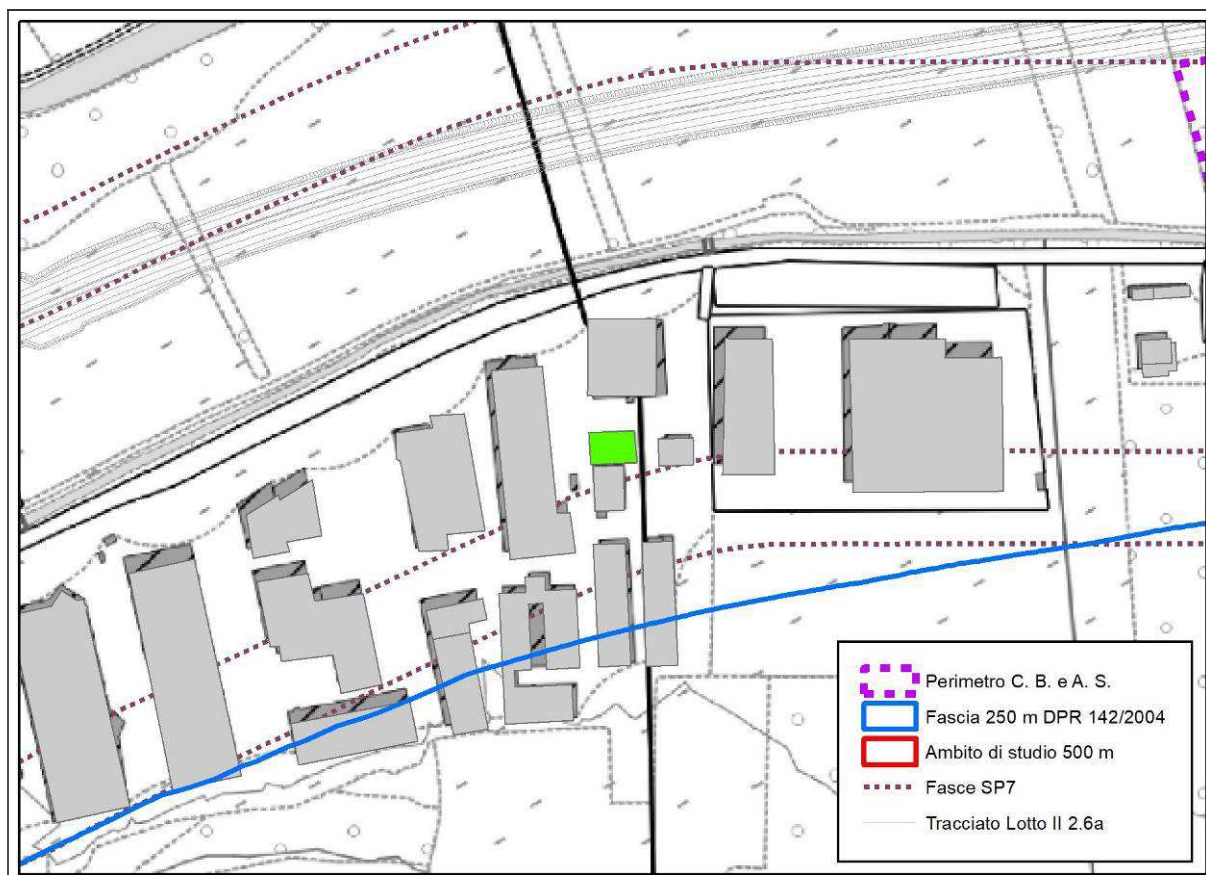 Perimetro C. B. e A. S.
Fascia 250 m DPR 142/2004
Ambito di studio 500 m
Fasce SP7
Tracciato Lotto II 2.6a